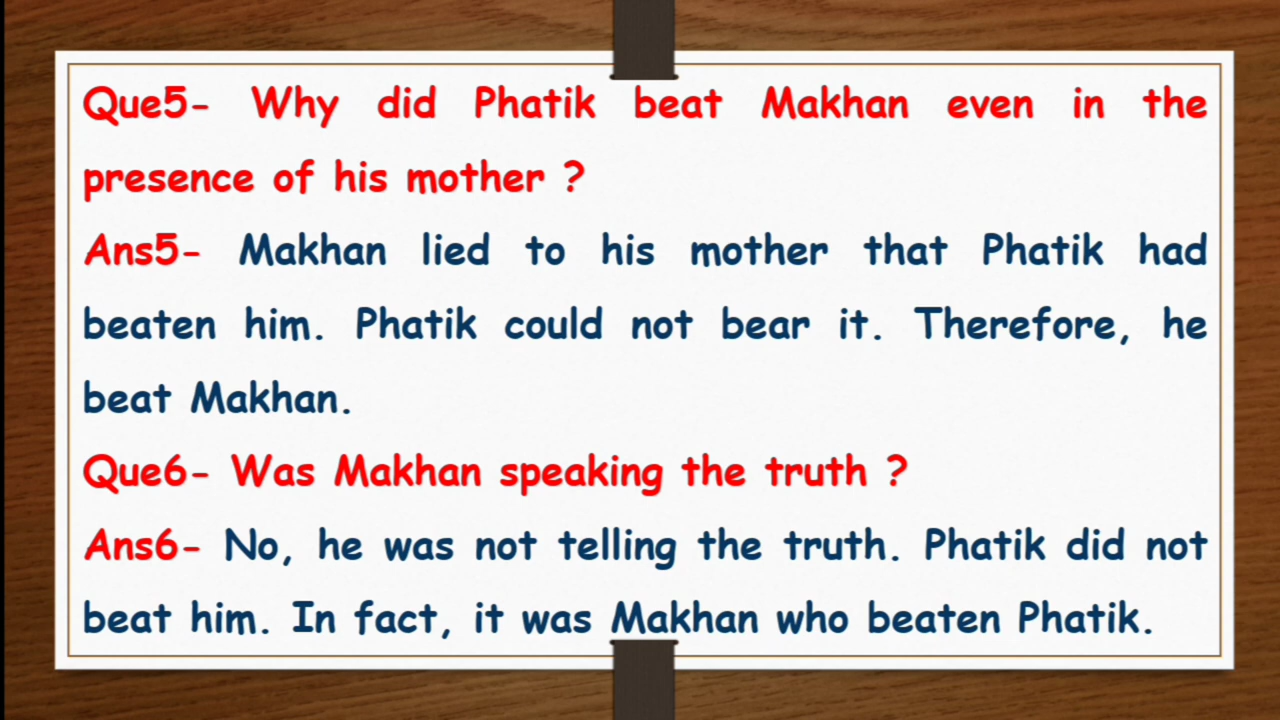 Que5- Why did Phatik beat Makhan even in the
presence of his mother ?
Ans5- Makhan lied to his mother that Phatik had
beaten him. Phatik could not bear it. Therefore, he
beat Makhan.
Que6- Was Makhan speaking the truth ?
Ans6- No, he was not telling the truth. Phatik did not
beat him. In fact, it was Makhan who beaten Phatik.